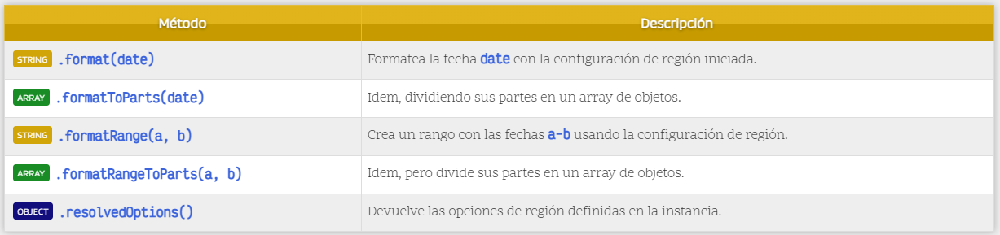 Método Descripción
STRING .format(date) Formatea la fecha date con la configuración de región iniciada.
ARRAY .formatToParts(date) Idem, dividiendo sus partes en un array de objetos.
STRING .formatRange(a, b) Crea un rango con las fechas a-b usando la configuración de región.
ARRAY .formatRangeToParts(a, b) Idem, pero divide sus partes en un array de objetos.
OBJECT .resolvedOptions() Devuelve las opciones de región definidas en la instancia.